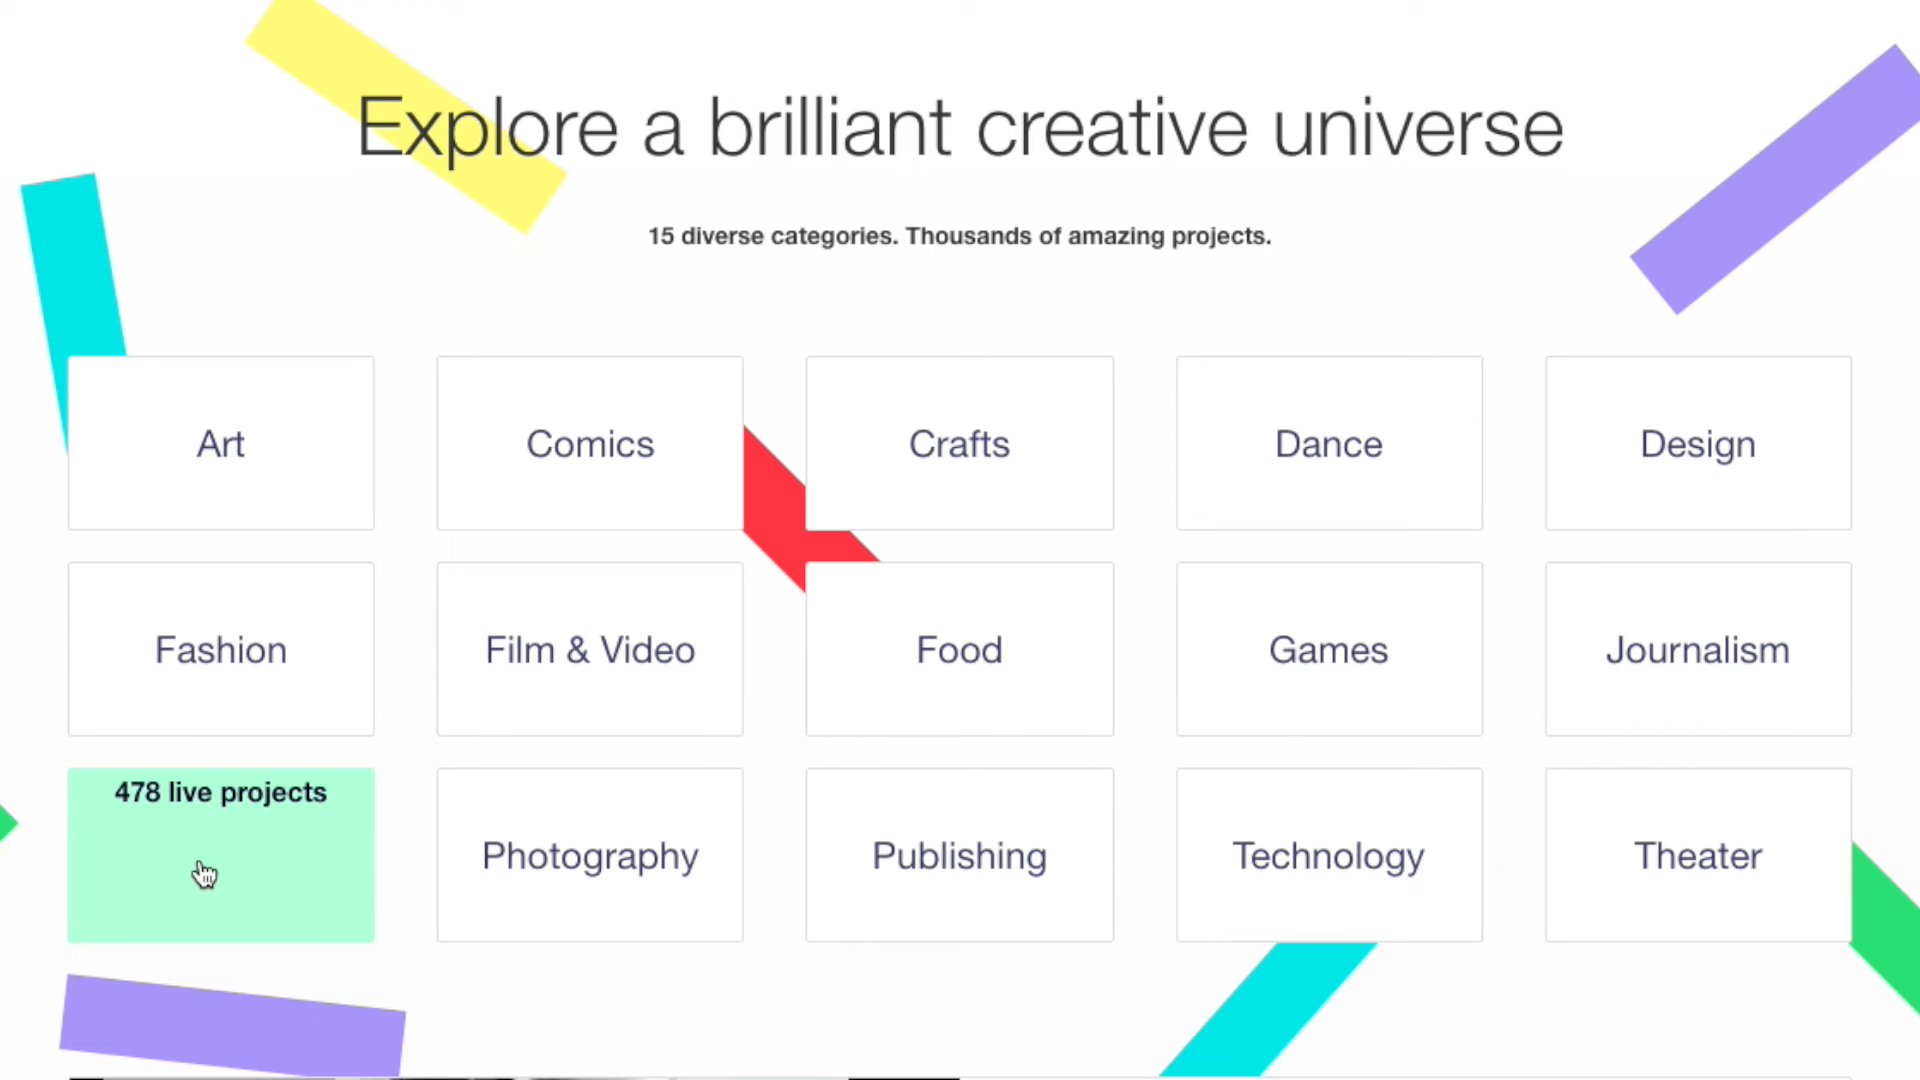 Explore a brilliant creative universe
15 diverse categories. Thousands of amazing projects.
Art
Comics
Crafts
Dance
Design
Fashion
Film & Video
Food
Games
Journalism
478 live projects
Photography
Publishing
Technology
Theater